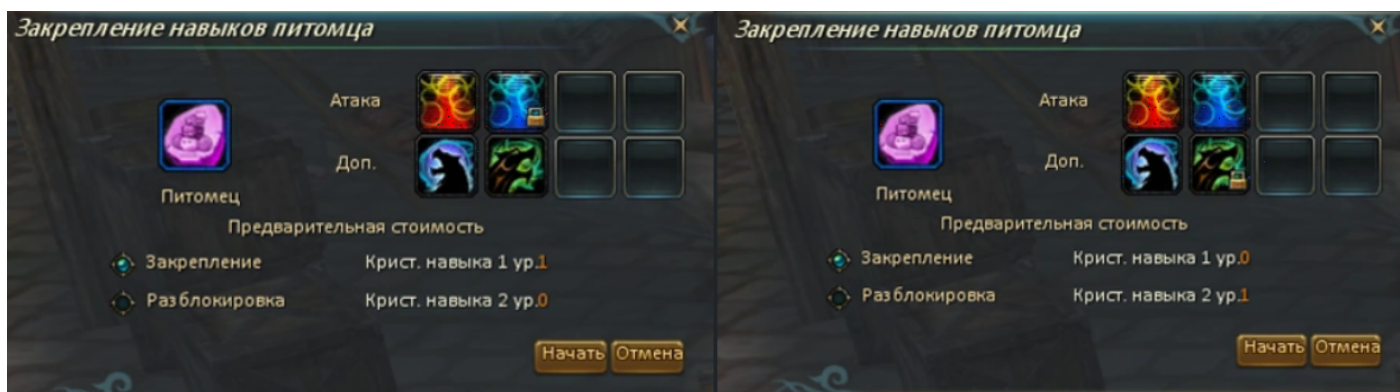 Закрепление навыков питомца
Атака
Доп.
Питомец
Предварительная стоимость
Закрепление Крист. навыка 1 ур.1
Разблокировка Крист. навыка 2 ур.0
Начать Отмена
Закрепление навыков питомца
Атака
Доп.
Питомец
Предварительная стоимость
Закрепление Крист. навыка 1 ур.0
Разблокировка Крист. навыка 2 ур.1
Начать Отмена